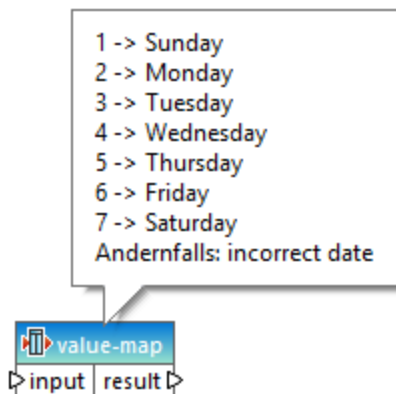 1 -> Sunday
2 -> Monday
3 -> Tuesday
4 -> Wednesday
5 -> Thursday
6 -> Friday
7 -> Saturday
Andernfalls: incorrect date
value-map
input result